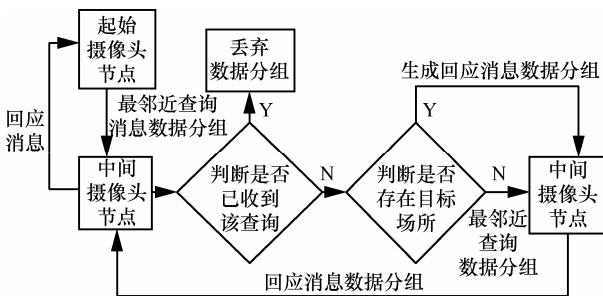 起始
摄像头
节点
丢弃
数据分组
生成回应消息数据分组
回应
消息
最邻近查询
消息数据分组
Y
Y
中间
摄像头
节点
判断是否
已收到
该查询
N
判断是否
存在目标
场所
N
中间
摄像头
节点
最邻近
查询
数据分组
回应消息数据分组